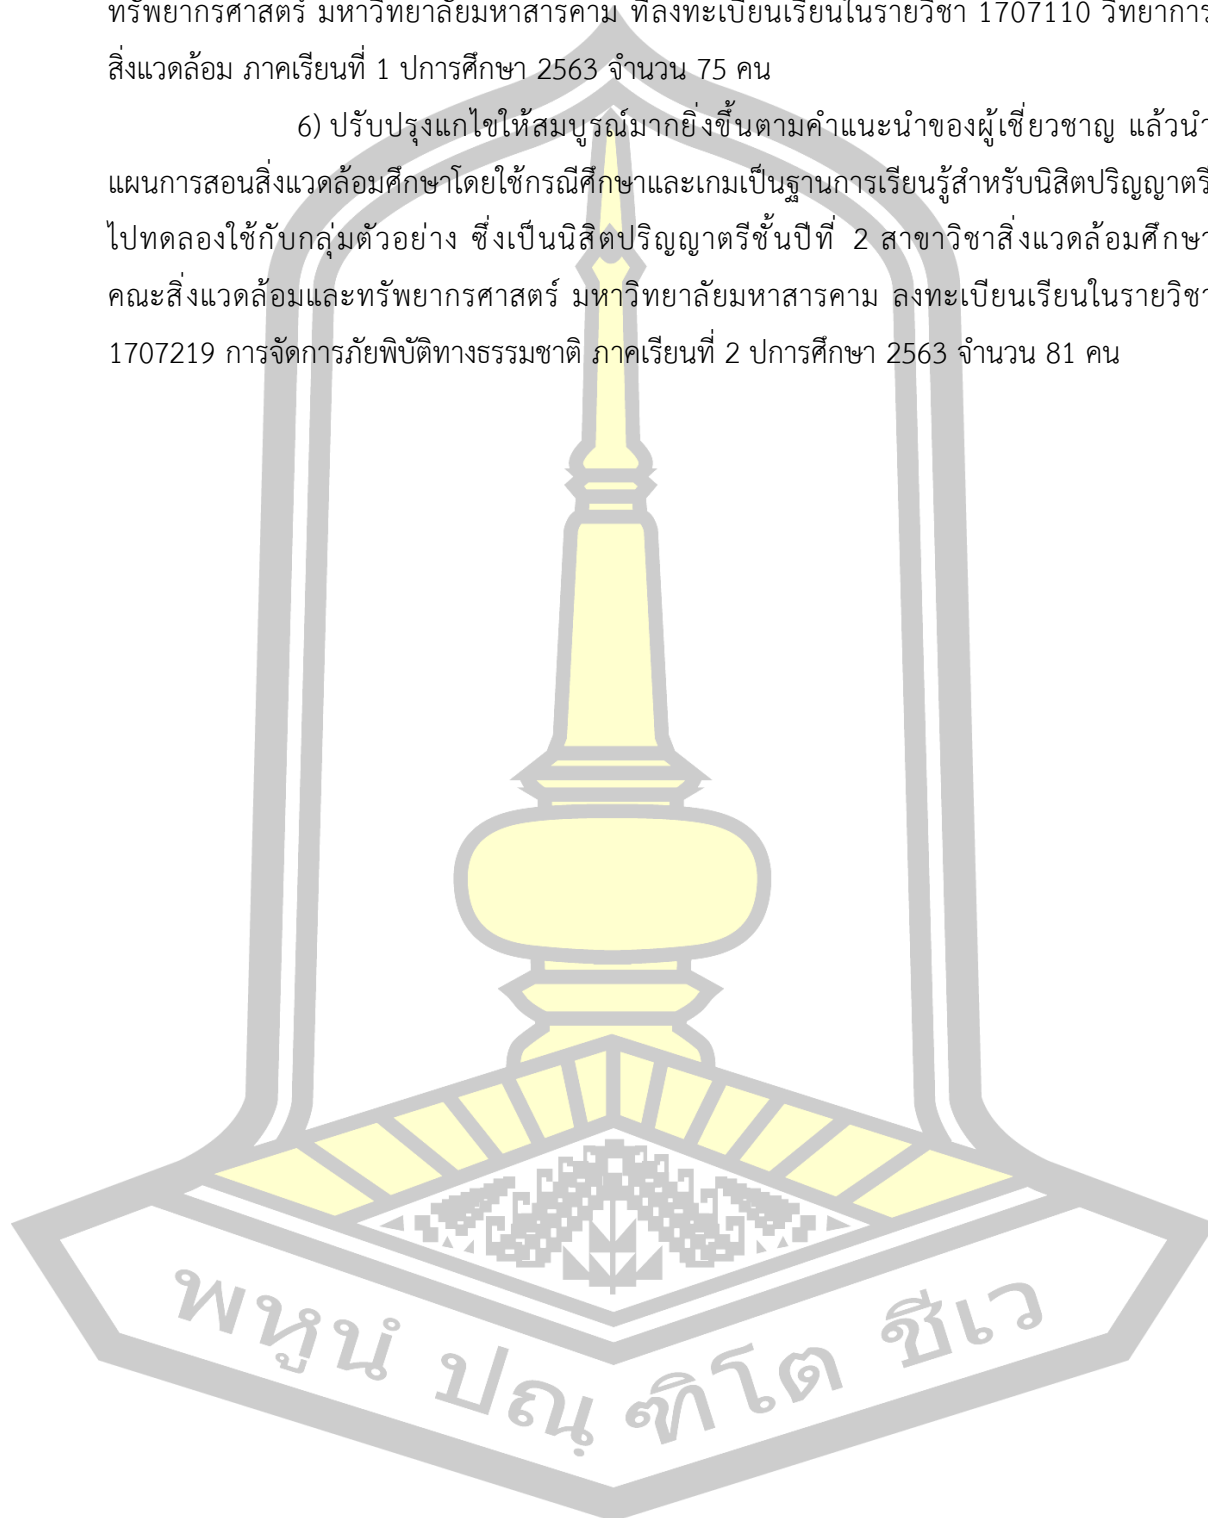 ทรัพยากรศาสตร์ มหาวิทยาลัยมหาสารคาม ที่ลงทะเบียนเรียนในรายวิชา 1707110 วิทยาการ
สิ่งแวดล้อม ภาคเรียนที่ 1 ปการศึกษา 2563 จำนวน 75 คน
6) ปรับปรุงแกไขให้สมบูรณ์มากยิ่งขึ้นตามคำแนะนำของผู้เชี่ยวชาญ แล้วนำ
แผนการสอนสิ่งแวดล้อมศึกษาโดยใช้กรณีศึกษาและเกมเป็นฐานการเรียนรู้สำหรับนิสิตปริญญาตรี
ไปทดลองใช้กับกลุ่มตัวอย่าง ซึ่งเป็นนิสิตปริญญาตรีชั้นปีที่ 2 สาขาวิชาสิ่งแวดล้อมศึกษา
คณะสิ่งแวดล้อมและทรัพยากรศาสตร์ มหาวิทยาลัยมหาสารคาม ลงทะเบียนเรียนในรายวิชา
1707219 การจัดการภัยพิบัติทางธรรมชาติ ภาคเรียนที่ 2 ปการศึกษา 2563 จำนวน 81 คน
พหูนํ ปณฺฑิโต ชีเว